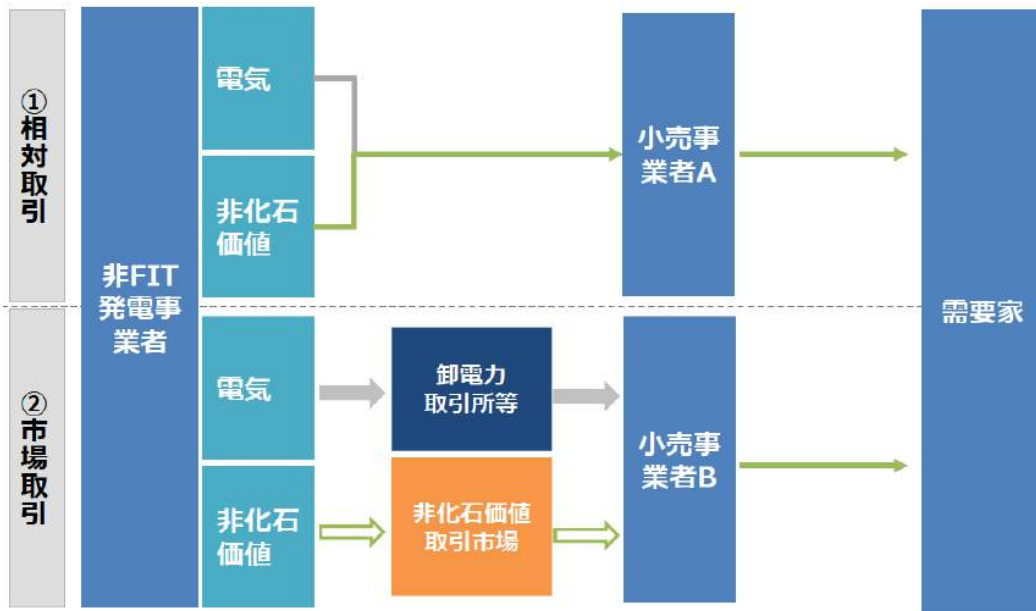 ①相対取引
②市場取引
非FIT
発電事
業者
電気
非化石
価値
小売事
業者A
電気
非化石
価値
卸電力
取引所等
非化石価値
取引市場
小売事
業者B
需要家